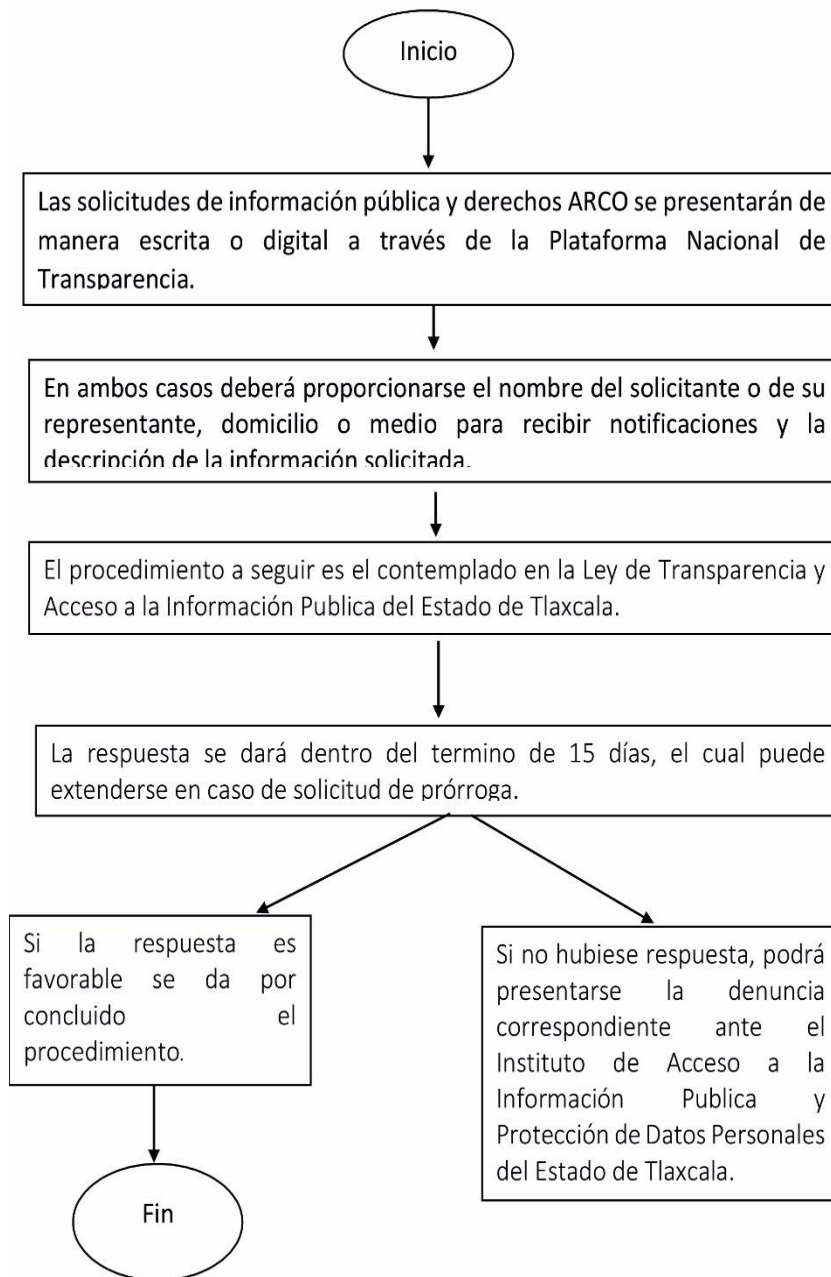 Inicio
Las solicitudes de información pública y derechos ARCO se presentarán de
manera escrita o digital a través de la Plataforma Nacional de
Transparencia.
En ambos casos deberá proporcionarse el nombre del solicitante o de su
representante, domicilio o medio para recibir notificaciones y la
descripción de la información solicitada.
El procedimiento a seguir es el contemplado en la Ley de Transparencia y
Acceso a la Información Publica del Estado de Tlaxcala.
La respuesta se dará dentro del termino de 15 días, el cual puede
extenderse en caso de solicitud de prórroga.
Si la respuesta es
favorable se da por
concluido el
procedimiento.
Si no hubiese respuesta, podrá
presentarse la denuncia
correspondiente ante el
Instituto de Acceso a la
Información Publica y
Protección de Datos Personales
del Estado de Tlaxcala.
Fin